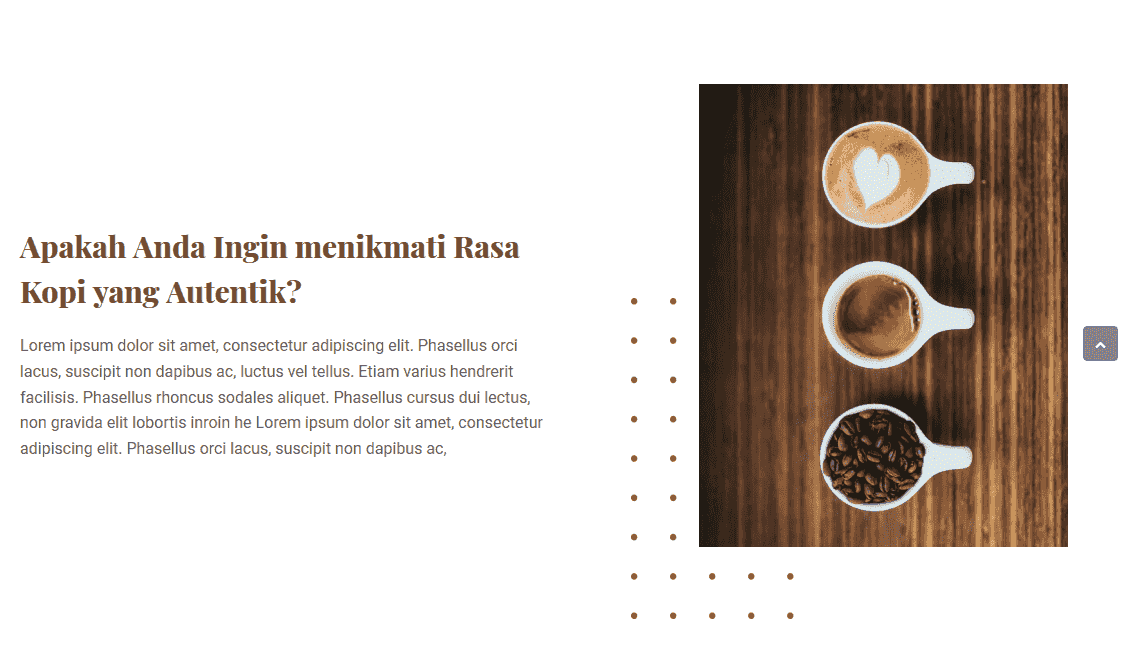 Apakah Anda Ingin menikmati Rasa
Kopi yang Autentik?
Lorem ipsum dolor sit amet, consectetur adipiscing elit. Phasellus orci
lacus, suscipit non dapibus ac, luctus vel tellus. Etiam varius hendrerit
facilisis. Phasellus rhoncus sodales aliquet. Phasellus cursus dui lectus,
non gravida elit lobortis inroin he Lorem ipsum dolor sit amet, consectetur
adipiscing elit. Phasellus orci lacus, suscipit non dapibus ac,